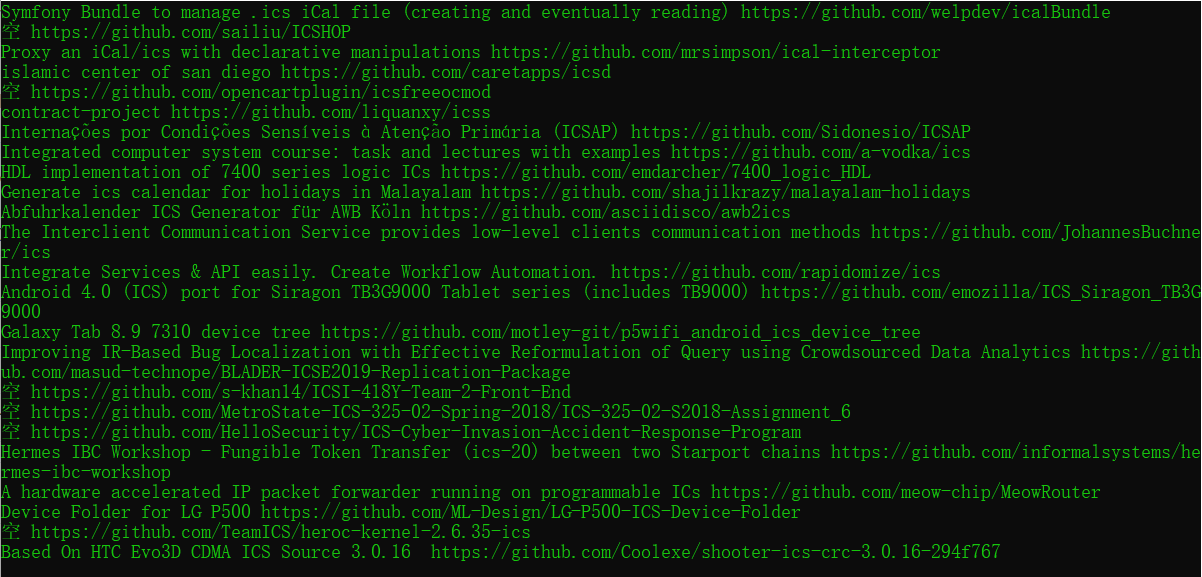 Symfony Bundle to manage .ics iCal file (creating and eventually reading) https://github.com/welpdev/icalBundle
空 https://github.com/sailiu/ICSHOP
Proxy an iCal/ics with declarative manipulations https://github.com/mrsimpson/ical-interceptor
islamic center of san diego https://github.com/caretapps/icsd
空 https://github.com/opencartplugin/icsfreeocmod
contract-project https://github.com/liquanxy/icss
Internações por Condições Sensíveis à Atenção Primária (ICSAP) https://github.com/Sidonesio/ICSAP
Integrated computer system course: task and lectures with examples https://github.com/a-vodka/ics
HDL implementation of 7400 series logic ICs https://github.com/emdarcher/7400_logic_HDL
Generate ics calendar for holidays in Malayalam https://github.com/shajilkrazy/malayalam-holidays
Abfuhrkalender ICS Generator für AWB Köln https://github.com/asciidisco/awb2ics
The Interclient Communication Service provides low-level clients communication methods https://github.com/JohannesBuchne
r/ics
Integrate Services & API easily. Create Workflow Automation. https://github.com/rapidomize/ics
Android 4.0 (ICS) port for Siragon TB3G9000 Tablet series (includes TB9000) https://github.com/emozilla/ICS_Siragon_TB3G
9000
Galaxy Tab 8.9 7310 device tree https://github.com/motley-git/p5wifi_android_ics_device_tree
Improving IR-Based Bug Localization with Effective Reformulation of Query using Crowdsourced Data Analytics https://gith
ub.com/masud-technope/BLADER-ICSE2019-Replication-Package
空 https://github.com/s-khan14/ICSI-418Y-Team-2-Front-End
空 https://github.com/MetroState-ICS-325-02-Spring-2018/ICS-325-02-S2018-Assignment_6
空 https://github.com/HelloSecurity/ICS-Cyber-Invasion-Accident-Response-Program
Hermes IBC Workshop - Fungible Token Transfer (ics-20) between two Starport chains https://github.com/informalsystems/he
rmes-ibc-workshop
A hardware accelerated IP packet forwarder running on programmable ICs https://github.com/meow-chip/MeowRouter
Device Folder for LG P500 https://github.com/ML-Design/LG-P500-ICS-Device-Folder
空 https://github.com/TeamICS/heroc-kernel-2.6.35-ics
Based On HTC Evo3D CDMA ICS Source 3.0.16  https://github.com/Coolexe/shooter-ics-crc-3.0.16-294f767